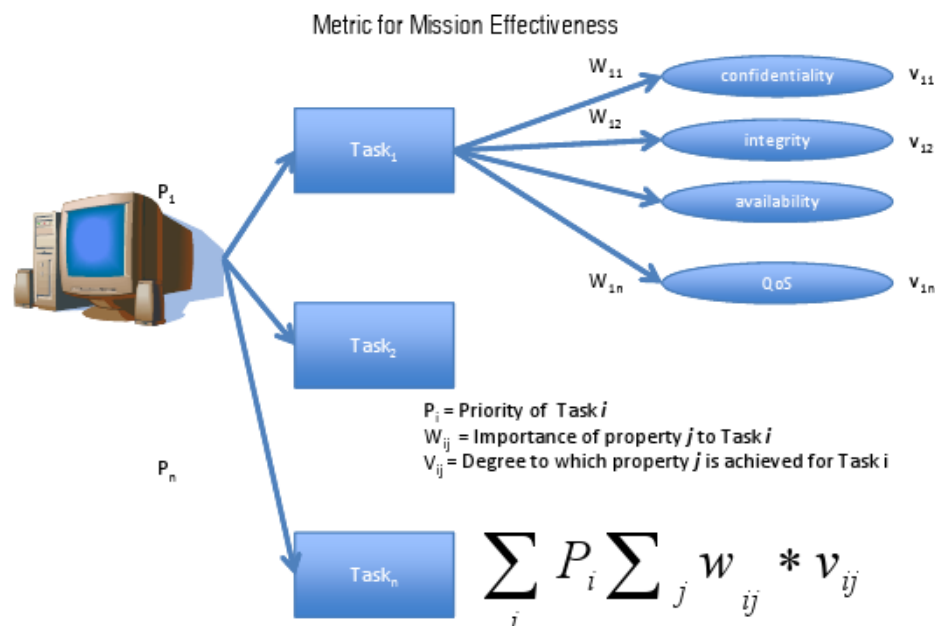 Metric for Mission Effectiveness
W₁₁
confidentiality
v₁₁
W₁₂
integrity
v₁₂
Task₁
availability
P₁
W₁ₙ
QoS
v₁ₙ
Task₂
Pᵢ = Priority of Task i
Wᵢⱼ = Importance of property j to Task i
Vᵢⱼ = Degree to which property j is achieved for Task i
Pₙ
Taskₙ
∑ᵢ Pᵢ ∑ⱼ wᵢⱼ * vᵢⱼ